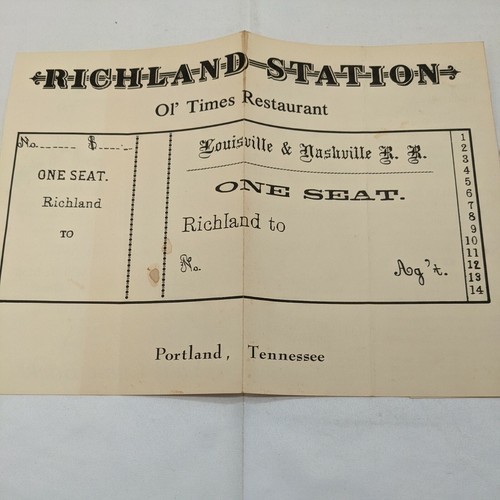 RICHLAND STATION
Ol' Times Restaurant
No. $
ONE SEAT.
Richland
TO
Louisville & Nashville R. R.
ONE SEAT.
Richland to
No. Ag't.
1
2
3
4
5
6
7
8
9
10
11
12
13
14
Portland, Tennessee